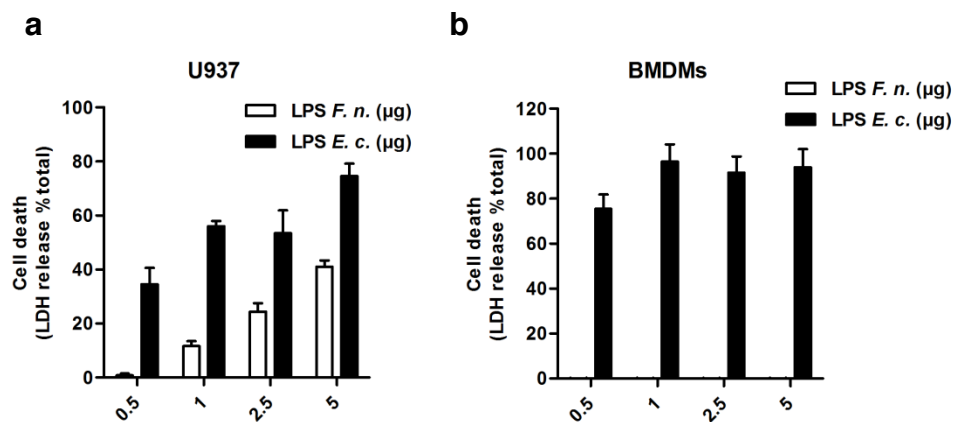 a
U937
LPS F. n. (µg)
LPS E. c. (µg)
Cell death
(LDH release % total)
100
80
60
40
20
0
0.5
1
2.5
5
b
BMDMs
LPS F. n. (µg)
LPS E. c. (µg)
Cell death
(LDH release % total)
120
100
80
60
40
20
0
0.5
1
2.5
5